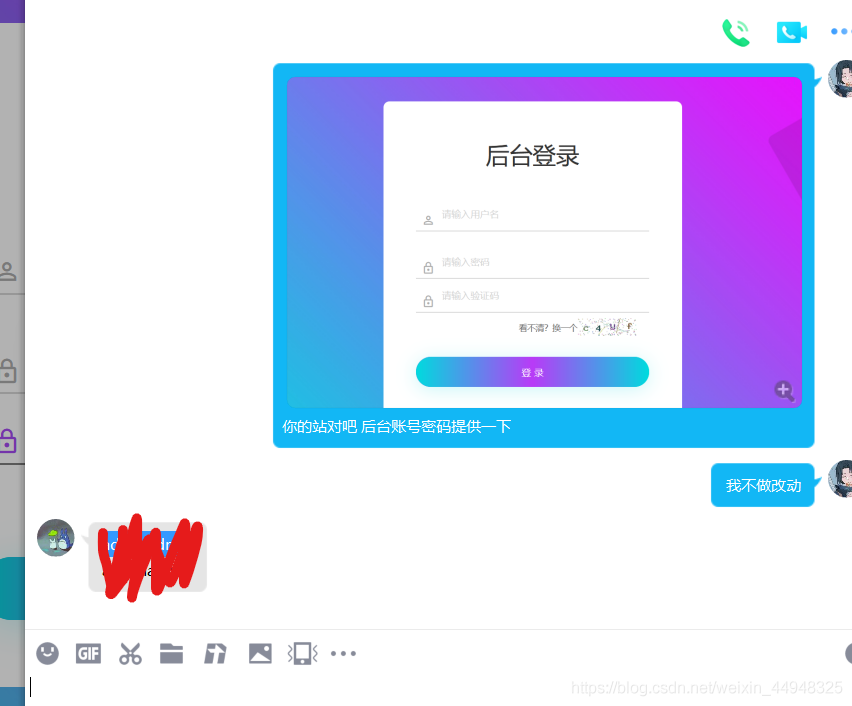 后台登录
请输入用户名
请输入密码
请输入验证码
看不清? 换一个 c 4 U f
登 录
你的站对吧 后台账号密码提供一下
我不做改动
GIF
https://blog.csdn.net/weixin_44948325